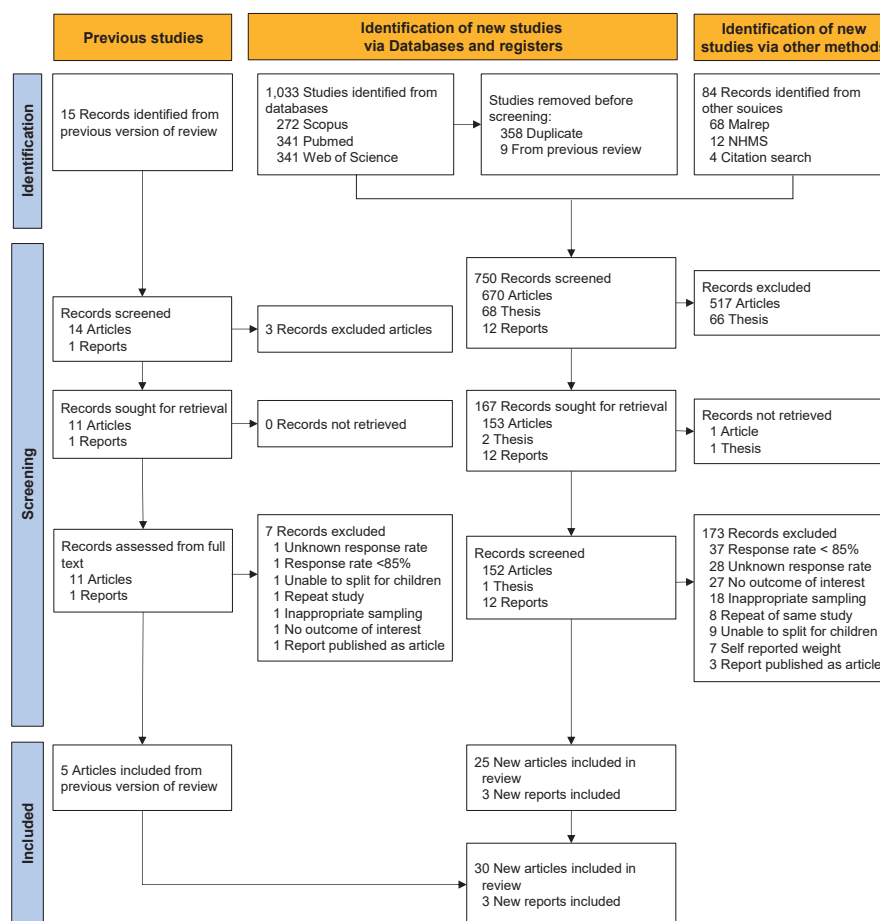 Previous studies
Identification of new studies
via Databases and registers
Identification of new
studies via other methods
Identification
15 Records identified from
previous version of review
1,033 Studies identified from
databases
272 Scopus
341 Pubmed
341 Web of Science
Studies removed before
screening:
358 Duplicate
9 From previous review
84 Records identified from
other souices
68 Malrep
12 NHMS
4 Citation search
Screening
Records screened
14 Articles
1 Reports
3 Records excluded articles
750 Records screened
670 Articles
68 Thesis
12 Reports
Records excluded
517 Articles
66 Thesis
Records sought for retrieval
11 Articles
1 Reports
0 Records not retrieved
167 Records sought for retrieval
153 Articles
2 Thesis
12 Reports
Records not retrieved
1 Article
1 Thesis
Records assessed from full
text
11 Articles
1 Reports
7 Records excluded
1 Unknown response rate
1 Response rate <85%
1 Unable to split for children
1 Repeat study
1 Inappropriate sampling
1 No outcome of interest
1 Report published as article
Records screened
152 Articles
1 Thesis
12 Reports
173 Records excluded
37 Response rate < 85%
28 Unknown response rate
27 No outcome of interest
18 Inappropriate sampling
8 Repeat of same study
9 Unable to split for children
7 Self reported weight
3 Report published as article
Included
5 Articles included from
previous version of review
25 New articles included in
review
3 New reports included
30 New articles included in
review
3 New reports included